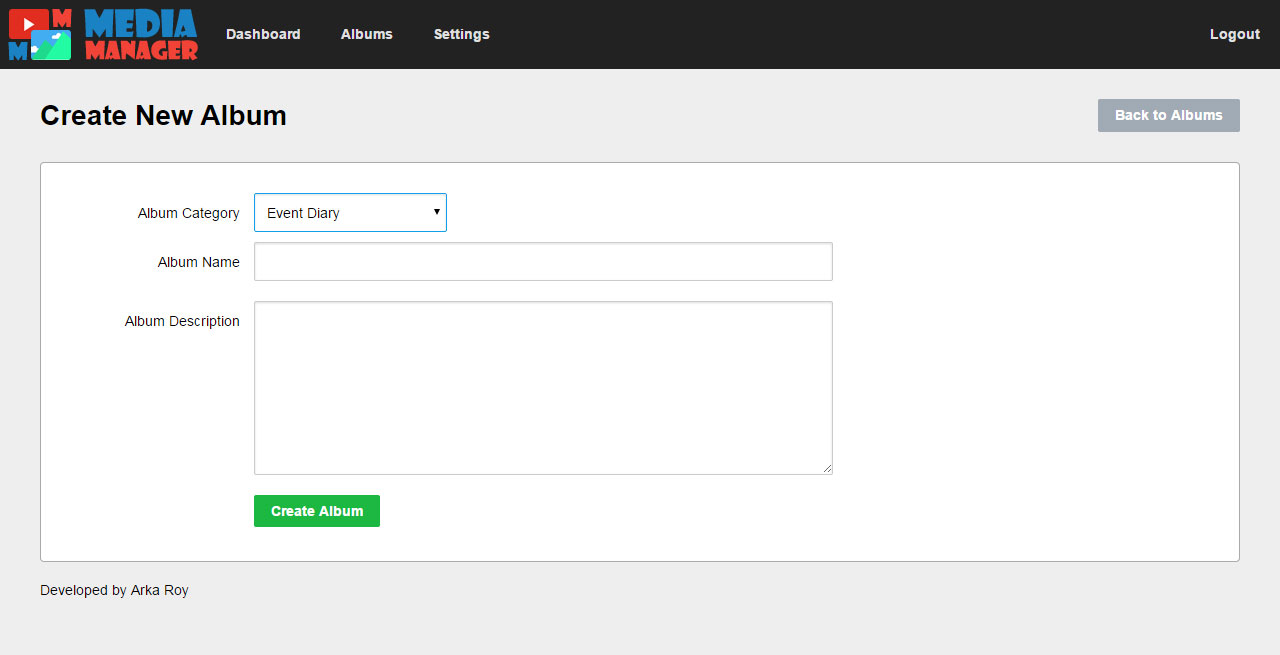 M
M
MEDIA
MANAGER
Dashboard Albums Settings Logout
Create New Album
Back to Albums
Album Category
Event Diary
Album Name
Album Description
Create Album
Developed by Arka Roy